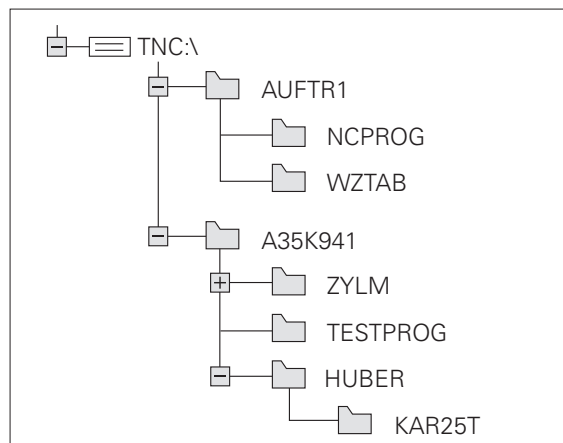 TNC:\
AUFTR1
NCPROG
WZTAB
A35K941
ZYLM
TESTPROG
HUBER
KAR25T